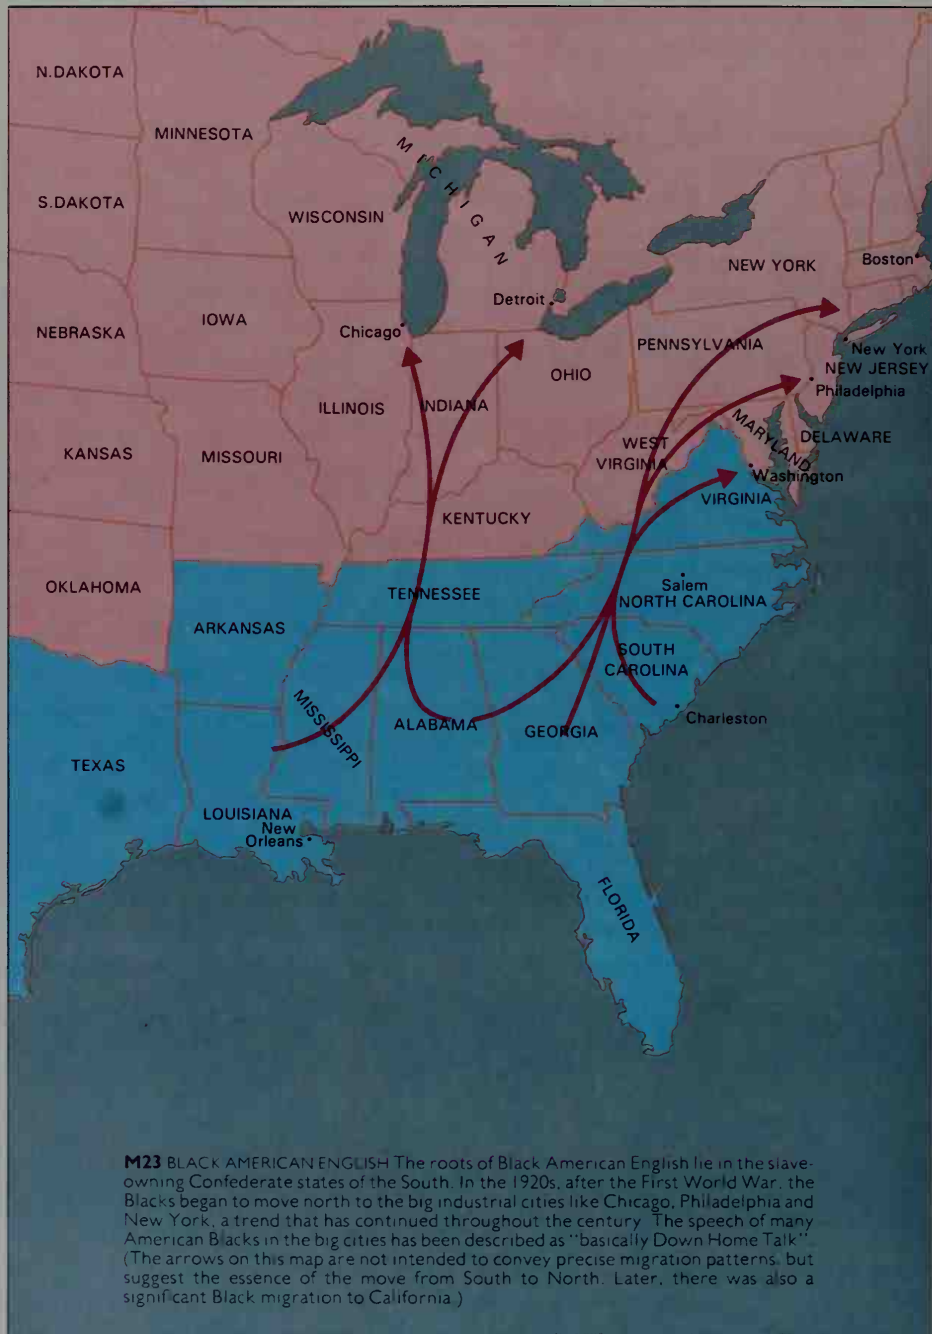 N.DAKOTA
MINNESOTA
MICHIGAN
S.DAKOTA
WISCONSIN
NEW YORK
Boston
Detroit
NEBRASKA
IOWA
Chicago
PENNSYLVANIA
New York
NEW JERSEY
OHIO
Philadelphia
ILLINOIS
INDIANA
MARYLAND
DELAWARE
KANSAS
MISSOURI
WEST
VIRGINIA
Washington
VIRGINIA
KENTUCKY
OKLAHOMA
TENNESSEE
Salem
NORTH CAROLINA
ARKANSAS
SOUTH
CAROLINA
MISSISSIPPI
ALABAMA
GEORGIA
Charleston
TEXAS
LOUISIANA
New
Orleans
FLORIDA
M23 BLACK AMERICAN ENGLISH The roots of Black American English lie in the slave-
owning Confederate states of the South. In the 1920s, after the First World War, the
Blacks began to move north to the big industrial cities like Chicago, Philadelphia and
New York, a trend that has continued throughout the century The speech of many
American Blacks in the big cities has been described as "basically Down Home Talk"
(The arrows on this map are not intended to convey precise migration patterns, but
suggest the essence of the move from South to North. Later, there was also a
significant Black migration to California )